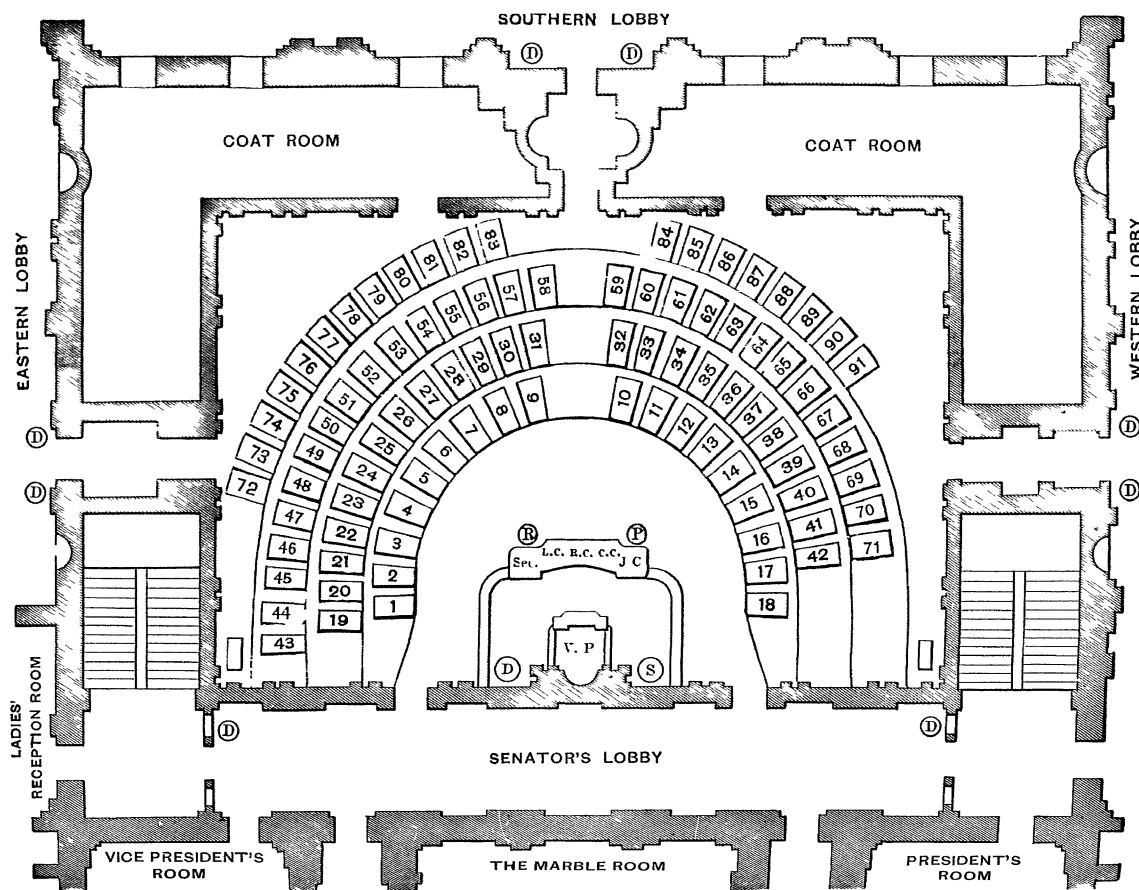 SOUTHERN LOBBY
D D
COAT ROOM
COAT ROOM
EASTERN LOBBY
WESTERN LOBBY
72 73 74 75 76 77 78 79 80 81 82 83
84 85 86 87 88 89 90 91
43 44 45 46 47 48 49 50 51 52 53 54 55 56 57 58
59 60 61 62 63 64 65 66 67 68 69 70 71
19 20 21 22 23 24 25 26 27 28 29 30 31
32 33 34 35 36 37 38 39 40 41 42
1 2 3 4 5 6 7 8 9
10 11 12 13 14 15 16 17 18
D
D
D
D
R P
L.C. R.C. C.C.
J C
V. P
D S
D
D
LADIES'
RECEPTION ROOM
SENATOR'S LOBBY
VICE PRESIDENT'S
ROOM
THE MARBLE ROOM
PRESIDENT'S
ROOM